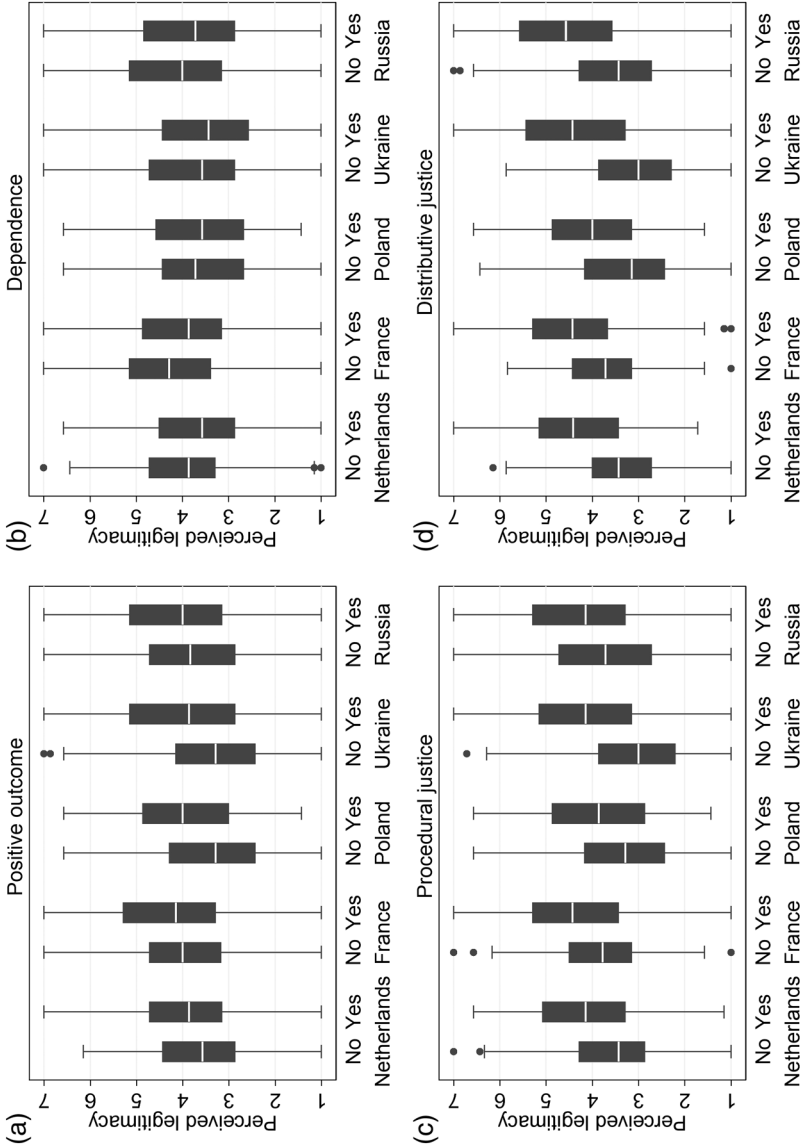 (a)
Positive outcome
Perceived legitimacy
7
6
5
4
3
2
1
No Yes No Yes No Yes No Yes No Yes
Netherlands France Poland Ukraine Russia
(b)
Dependence
Perceived legitimacy
7
6
5
4
3
2
1
No Yes No Yes No Yes No Yes No Yes
Netherlands France Poland Ukraine Russia
(c)
Procedural justice
Perceived legitimacy
7
6
5
4
3
2
1
No Yes No Yes No Yes No Yes No Yes
Netherlands France Poland Ukraine Russia
(d)
Distributive justice
Perceived legitimacy
7
6
5
4
3
2
1
No Yes No Yes No Yes No Yes No Yes
Netherlands France Poland Ukraine Russia